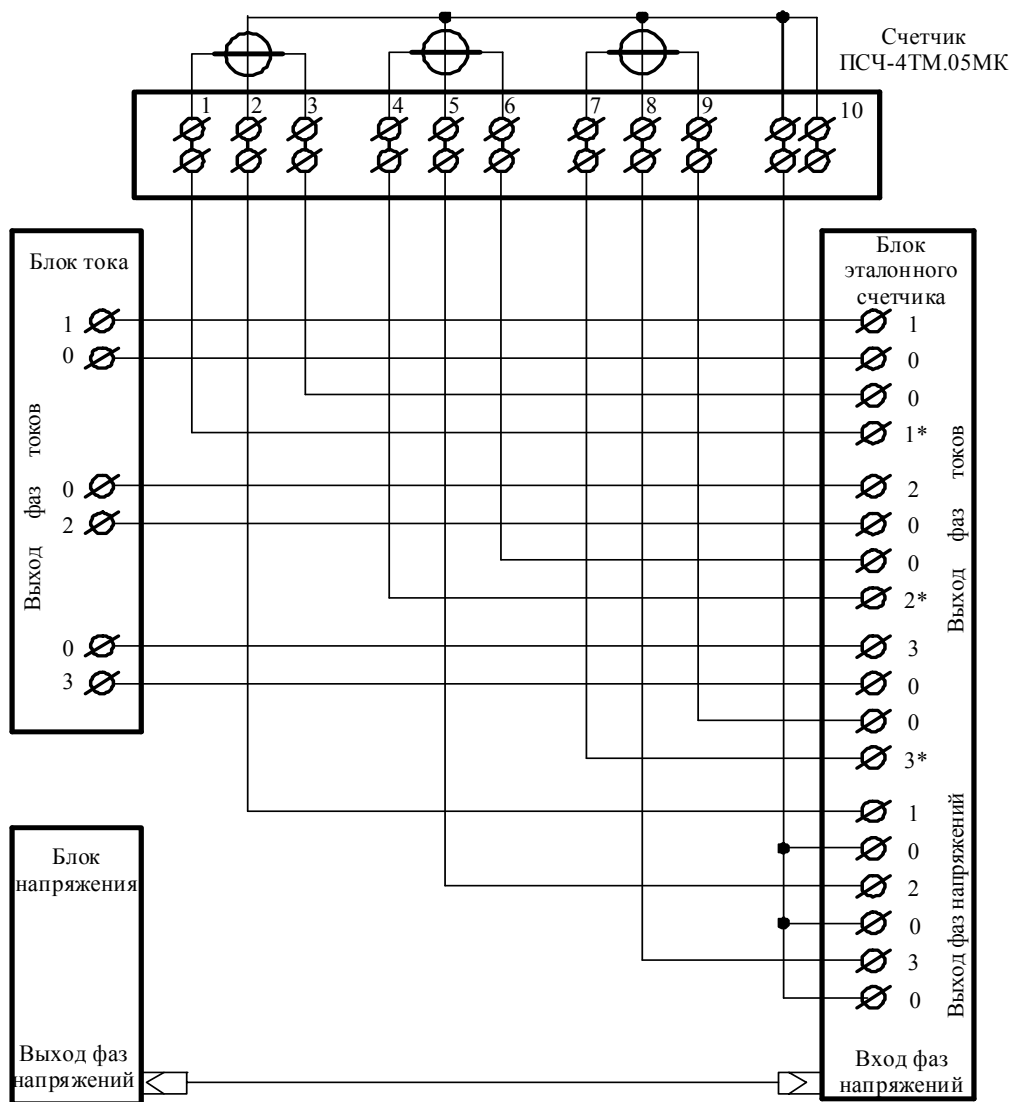 Счетчик
ПСЧ-4ТМ.05МК
1 2 3 4 5 6 7 8 9 10
Блок тока
1
0
0
2
0
3
Выход фаз токов
Блок
эталонного
счетчика
1
0
0
1*
2
0
0
2*
3
0
0
3*
Выход фаз токов
1
0
2
0
3
0
Выход фаз напряжений
Вход фаз
напряжений
Блок
напряжения
Выход фаз
напряжений